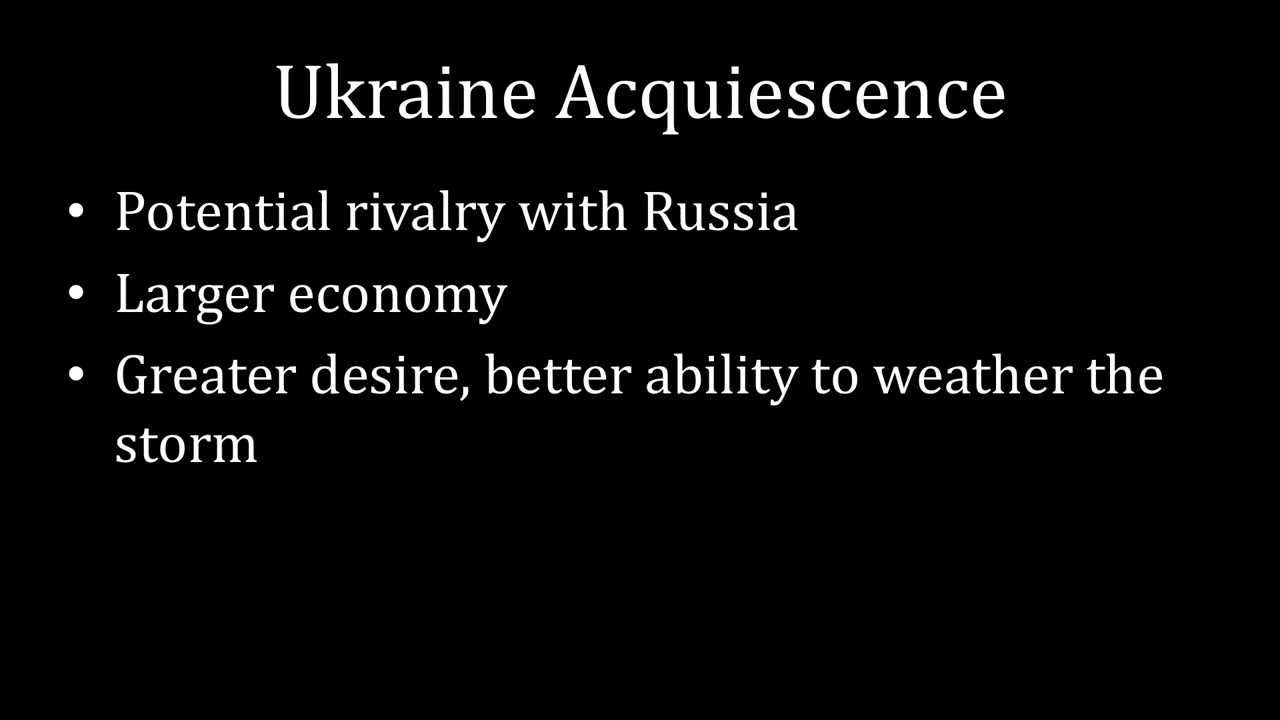 Ukraine Acquiescence
• Potential rivalry with Russia
• Larger economy
• Greater desire, better ability to weather the
storm